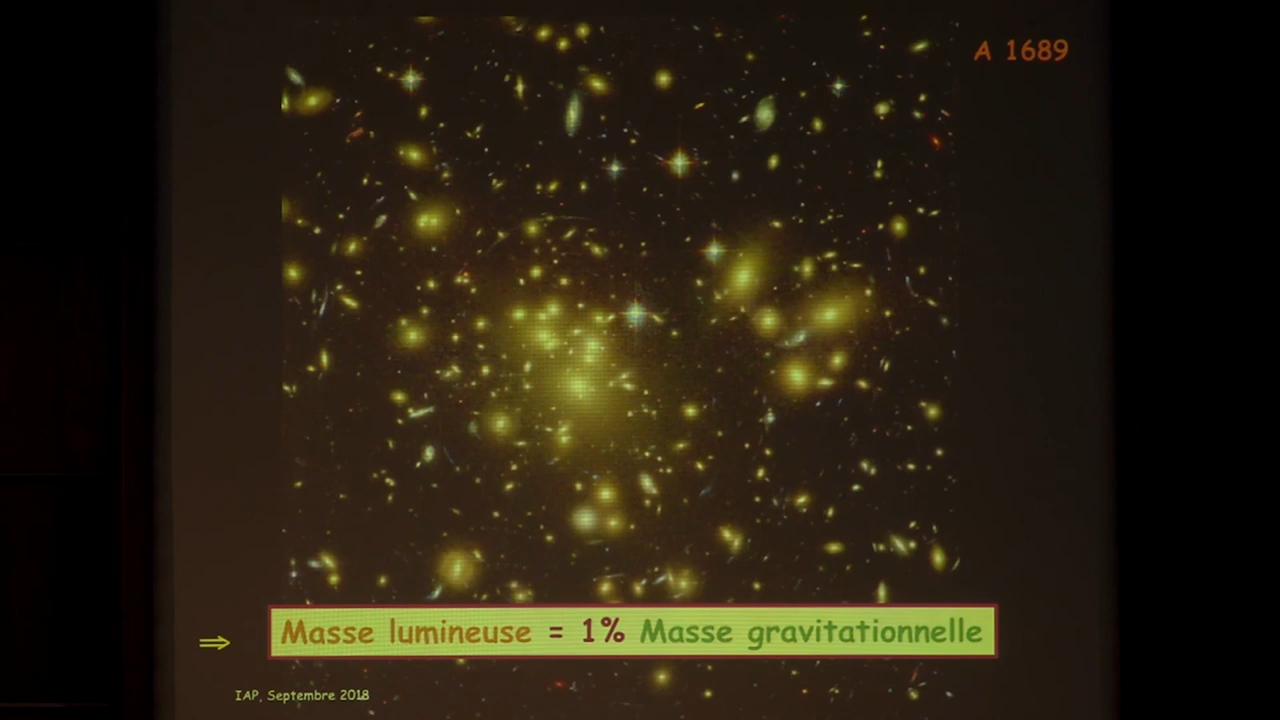 A 1689
⇒ Masse lumineuse = 1% Masse gravitationnelle
IAP, Septembre 2018